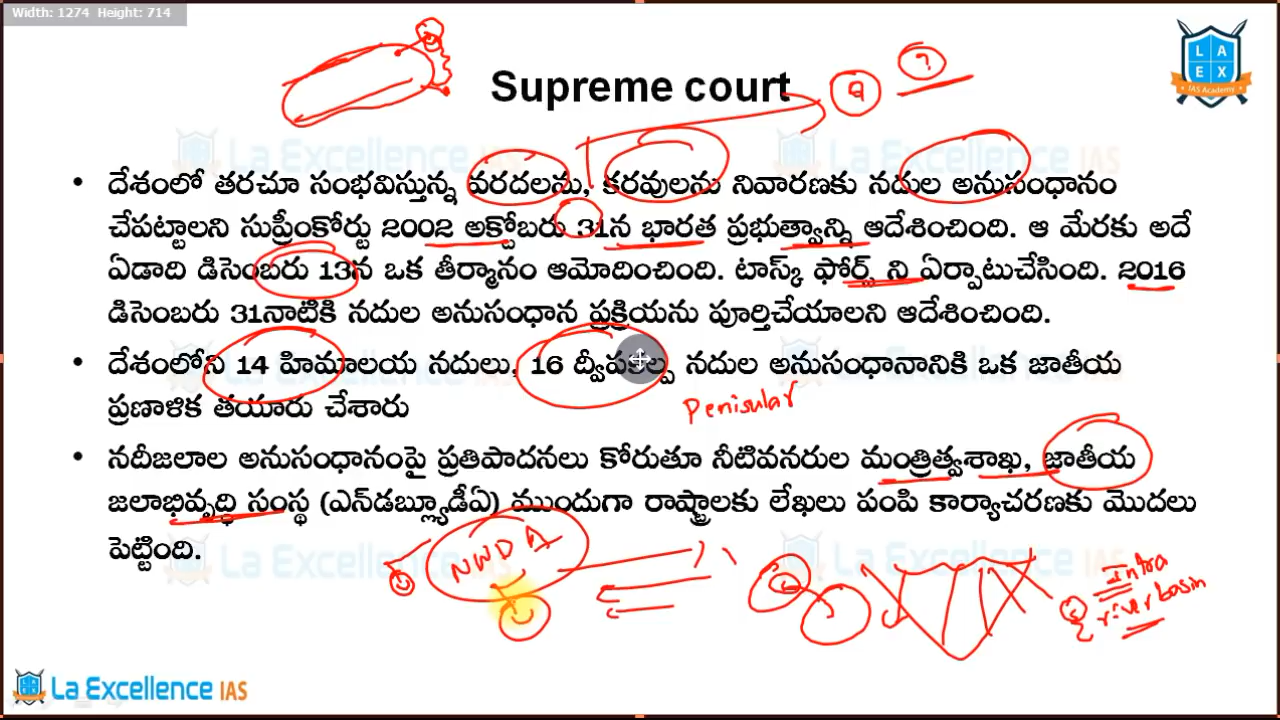 Width: 1274 Height: 714
Supreme court
L A
E X
IAS Academy
• దేశంలో తరచూ సంభవిస్తున్న వరదలను, కరవులను నివారణకు నదుల అనుసంధానం
చేపట్టాలని సుప్రీంకోర్టు 2002 అక్టోబరు 31న భారత ప్రభుత్వాన్ని ఆదేశించింది. ఆ మేరకు అదే
ఏడాది డిసెంబరు 13న ఒక తీర్మానం ఆమోదించింది. టాస్క్ ఫోర్స్ ని ఏర్పాటుచేసింది. 2016
డిసెంబరు 31నాటికి నదుల అనుసంధాన ప్రక్రియను పూర్తిచేయాలని ఆదేశించింది.
• దేశంలోని 14 హిమాలయ నదులు, 16 ద్వీపకల్ప నదుల అనుసంధానానికి ఒక జాతీయ
ప్రణాళిక తయారు చేశారు
Penisular
• నదీజలాల అనుసంధానంపై ప్రతిపాదనలు కోరుతూ నీటివనరుల మంత్రిత్వశాఖ, జాతీయ
జలాభివృద్ధి సంస్థ (ఎన్‌డబ్ల్యూడీఏ) ముందుగా రాష్ట్రాలకు లేఖలు పంపి కార్యాచరణకు మొదలు
పెట్టింది.
NWDA
Intra
river basin
La Excellence IAS